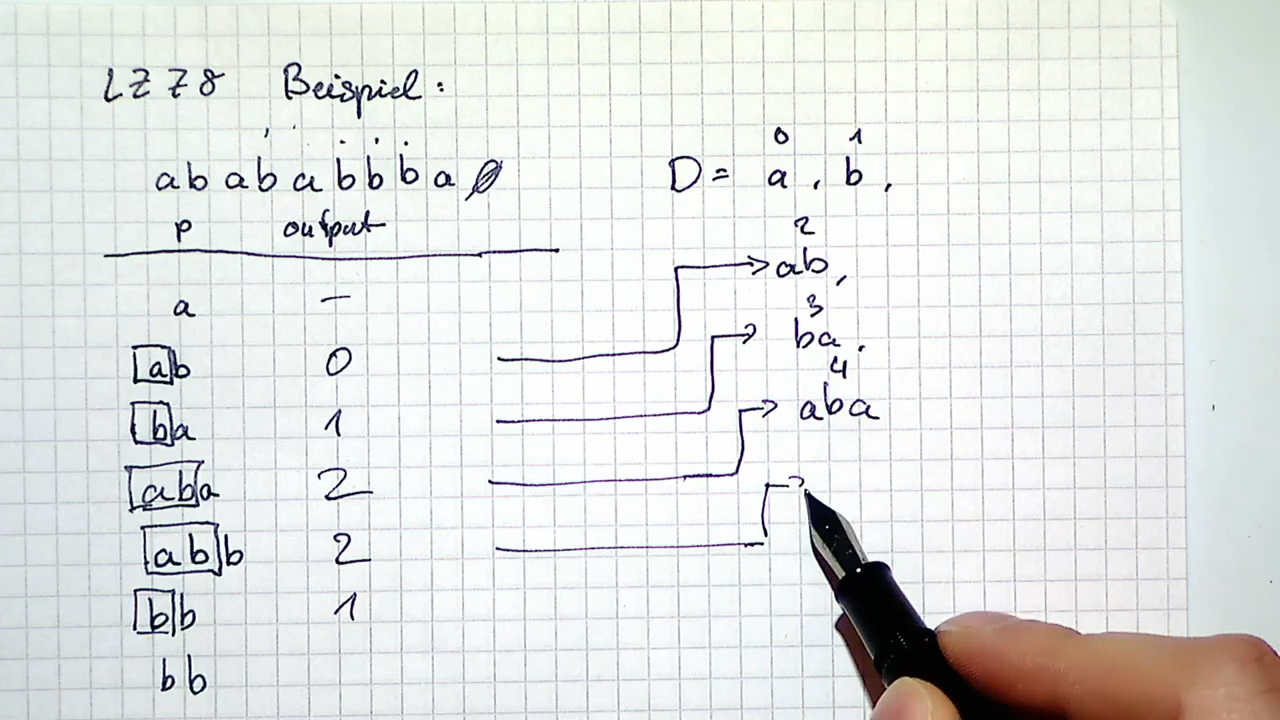 LZ78 Beispiel:
a b a b a b b b a
D = a, b,
0 1
p output
2
ab,
a –
3
ba,
ab 0
4
aba
ba 1
aba 2
abb 2
bb 1
bb